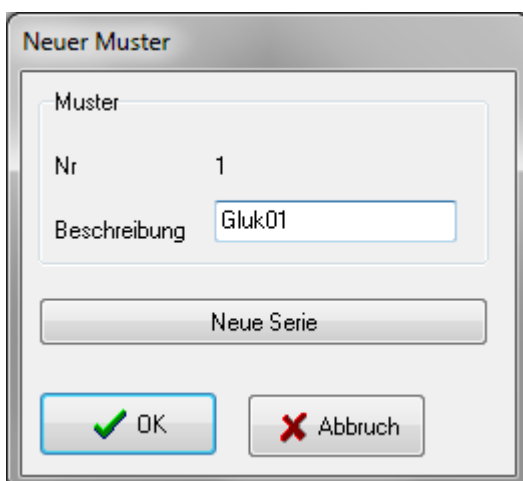 Neuer Muster
Muster
Nr 1
Beschreibung Gluk01
Neue Serie
OK Abbruch